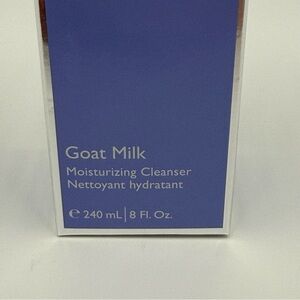 Goat Milk
Moisturizing Cleanser
Nettoyant hydratant
℮ 240 mL | 8 Fl. Oz.